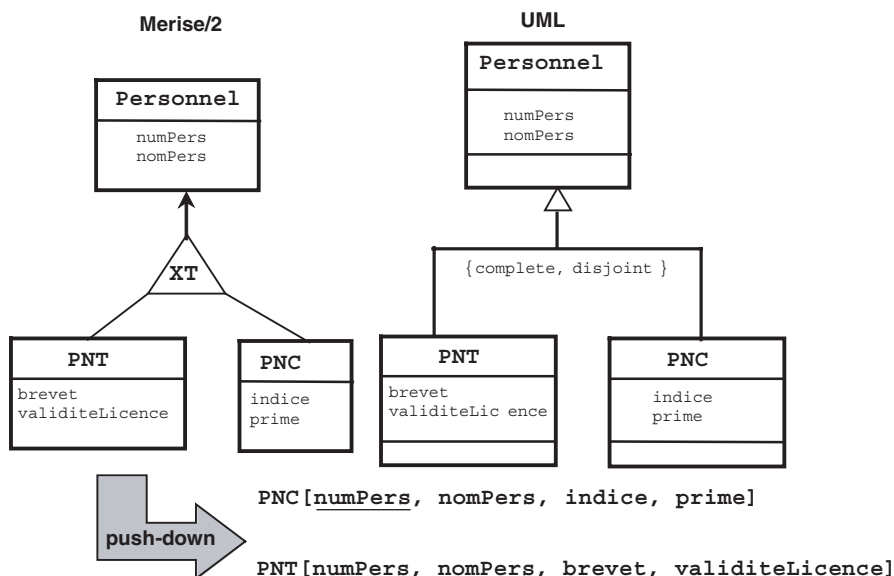 Merise/2
UML
Personnel
numPers
nomPers
XT
PNT
brevet
validiteLicence
PNC
indice
prime
Personnel
numPers
nomPers
{complete, disjoint }
PNT
brevet
validiteLic ence
PNC
indice
prime
push-down
PNC[numPers, nomPers, indice, prime]
PNT[numPers, nomPers, brevet, validiteLicence]